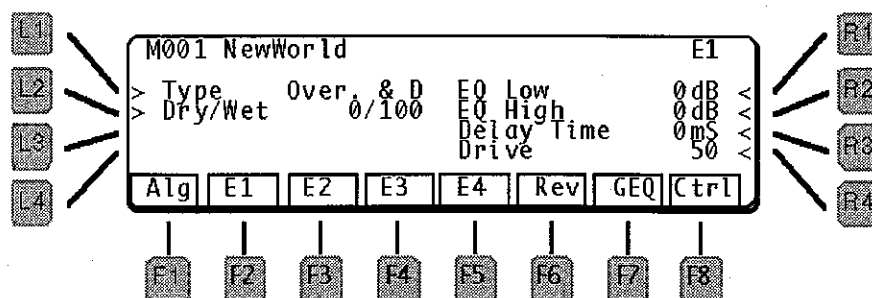 L1
L2
L3
L4
M001 NewWorld E1
> Type Over. & D EQ Low 0dB <
> Dry/Wet 0/100 EQ High 0dB <
Delay Time 0mS <
Drive 50 <
Alg E1 E2 E3 E4 Rev GEQ Ctrl
R1
R2
R3
R4
F1 F2 F3 F4 F5 F6 F7 F8